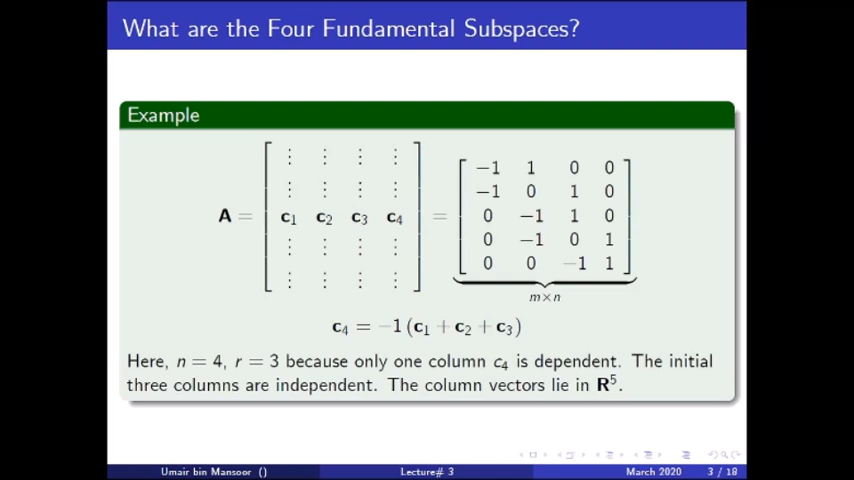 What are the Four Fundamental Subspaces?
Example
A = [ ⋮ ⋮ ⋮ ⋮ ; ⋮ ⋮ ⋮ ⋮ ; c₁ c₂ c₃ c₄ ; ⋮ ⋮ ⋮ ⋮ ; ⋮ ⋮ ⋮ ⋮ ] =
−1 1 0 0
−1 0 1 0
0 −1 1 0
0 −1 0 1
0 0 −1 1
m×n
c₄ = −1 (c₁ + c₂ + c₃)
Here, n = 4, r = 3 because only one column c₄ is dependent. The initial
three columns are independent. The column vectors lie in R⁵.
Umair bin Mansoor () Lecture# 3 March 2020 3 / 18